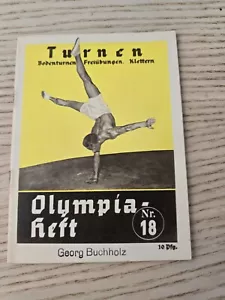 Turnen
Bodenturnen, Freiübungen, Klettern
Olympia-
Heft
Nr.
18
10 Pfg.
Georg Buchholz